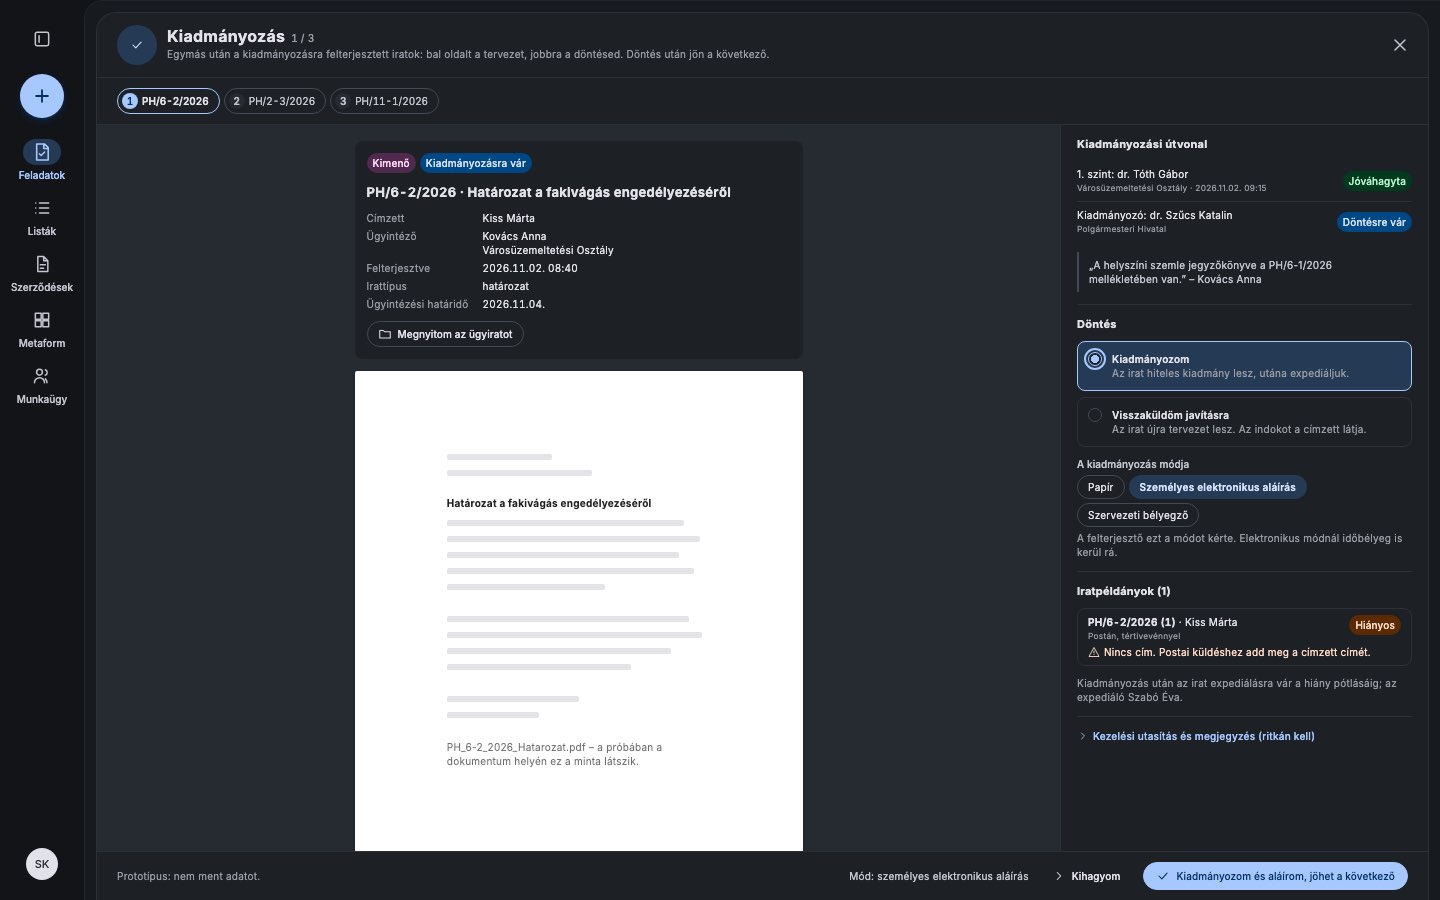 Kiadmányozás 1 / 3
Egymás után a kiadmányozásra felterjesztett iratok: bal oldalt a tervezet, jobbra a döntésed. Döntés után jön a következő.
1 PH/6-2/2026
2 PH/2-3/2026
3 PH/11-1/2026
Feladatok
Listák
Szerződések
Metaform
Munkaügy
SK
Kimenő
Kiadmányozásra vár
PH/6-2/2026 · Határozat a fakivágás engedélyezéséről
Címzett Kiss Márta
Ügyintéző Kovács Anna
Városüzemeltetési Osztály
Felterjesztve 2026.11.02. 08:40
Irattípus határozat
Ügyintézési határidő 2026.11.04.
Megnyitom az ügyiratot
Határozat a fakivágás engedélyezéséről
PH_6-2_2026_Hatarozat.pdf – a próbában a
dokumentum helyén ez a minta látszik.
Kiadmányozási útvonal
1. szint: dr. Tóth Gábor
Városüzemeltetési Osztály · 2026.11.02. 09:15
Jóváhagyta
Kiadmányozó: dr. Szűcs Katalin
Polgármesteri Hivatal
Döntésre vár
„A helyszíni szemle jegyzőkönyve a PH/6-1/2026
mellékletében van.” – Kovács Anna
Döntés
Kiadmányozom
Az irat hiteles kiadmány lesz, utána expediáljuk.
Visszaküldöm javításra
Az irat újra tervezet lesz. Az indokot a címzett látja.
A kiadmányozás módja
Papír
Személyes elektronikus aláírás
Szervezeti bélyegző
A felterjesztő ezt a módot kérte. Elektronikus módnál időbélyeg is
kerül rá.
Iratpéldányok (1)
PH/6-2/2026 (1) · Kiss Márta
Postán, tértivevénnyel
Hiányos
Nincs cím. Postai küldéshez add meg a címzett címét.
Kiadmányozás után az irat expediálásra vár a hiány pótlásáig; az
expediáló Szabó Éva.
Kezelési utasítás és megjegyzés (ritkán kell)
Prototípus: nem ment adatot.
Mód: személyes elektronikus aláírás
Kihagyom
Kiadmányozom és aláírom, jöhet a következő